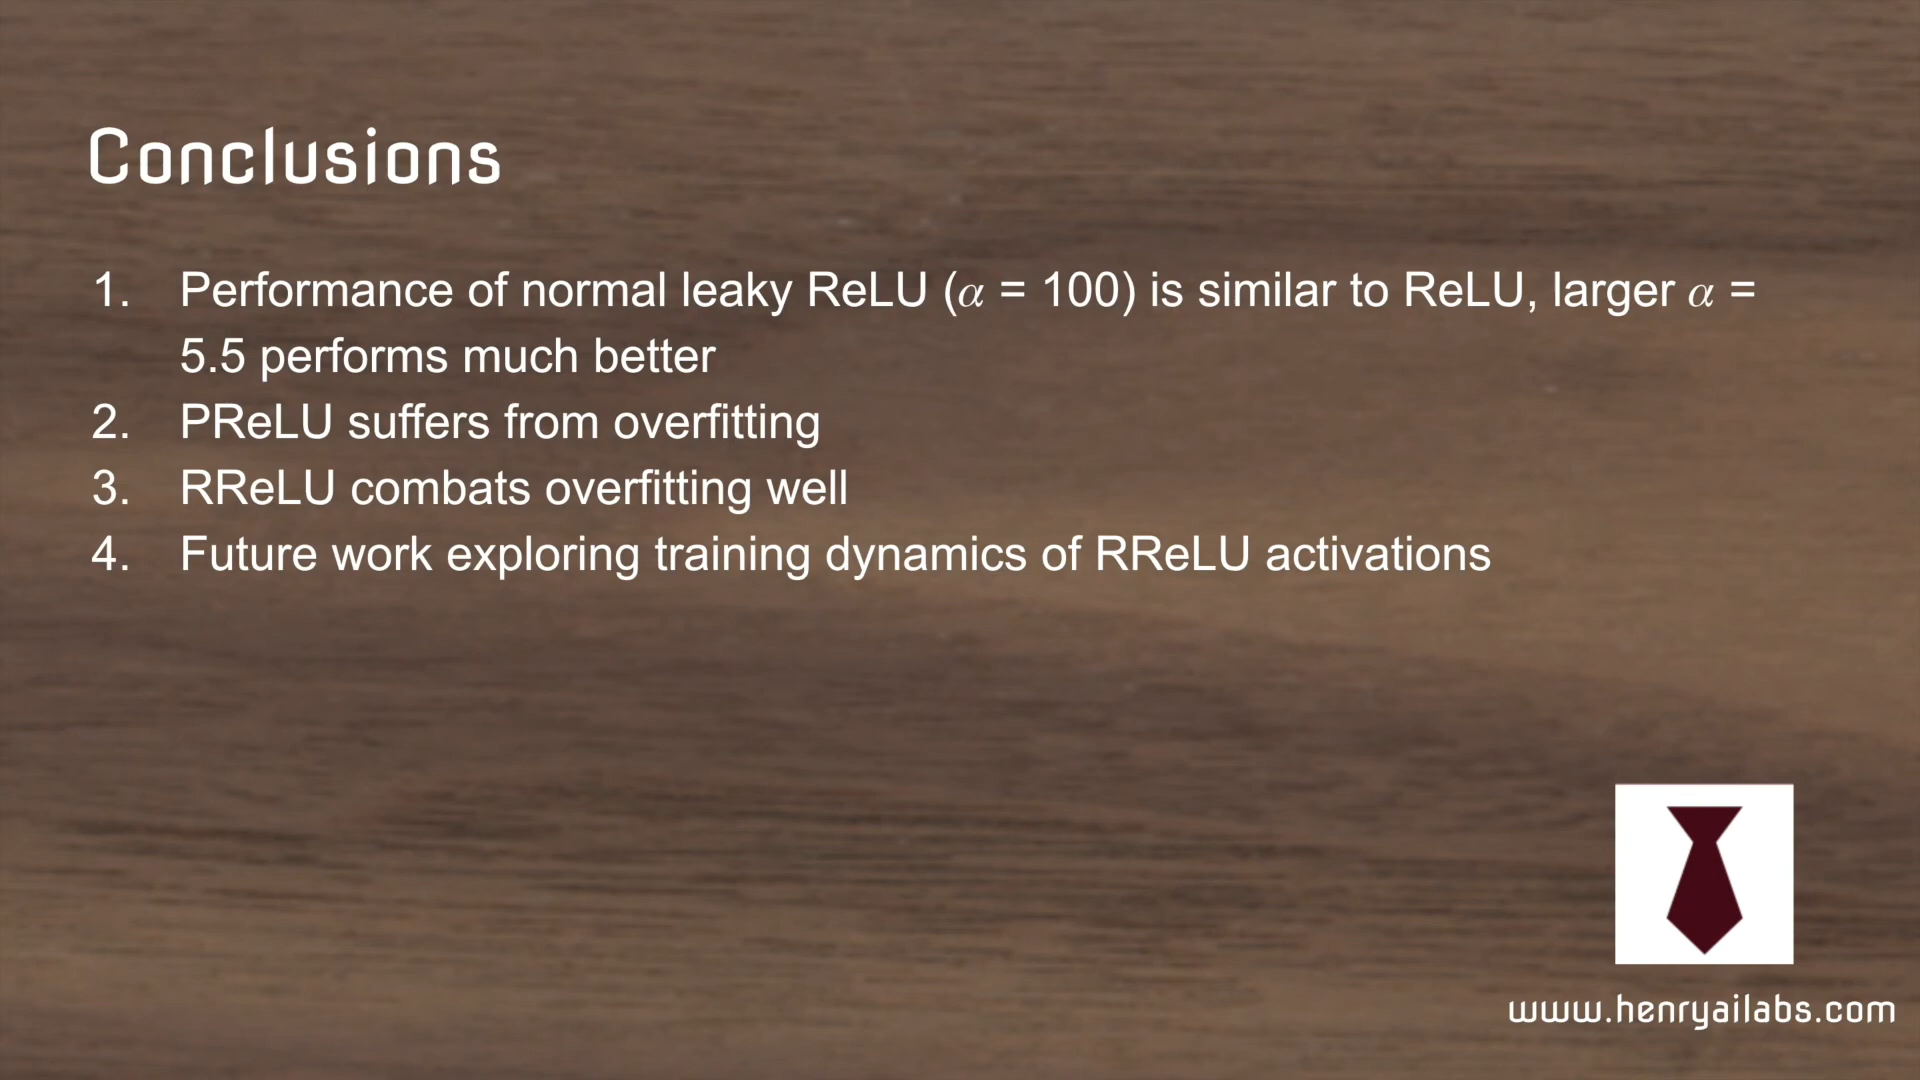 Conclusions
1. Performance of normal leaky ReLU (α = 100) is similar to ReLU, larger α =
5.5 performs much better
2. PReLU suffers from overfitting
3. RReLU combats overfitting well
4. Future work exploring training dynamics of RReLU activations
www.henryailabs.com